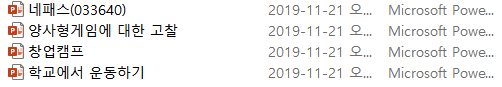 네패스(033640) 2019-11-21 오... Microsoft Powe...
양사형게임에 대한 고찰 2019-11-21 오... Microsoft Powe...
창업캠프 2019-11-21 오... Microsoft Powe...
학교에서 운동하기 2019-11-21 오... Microsoft Powe...